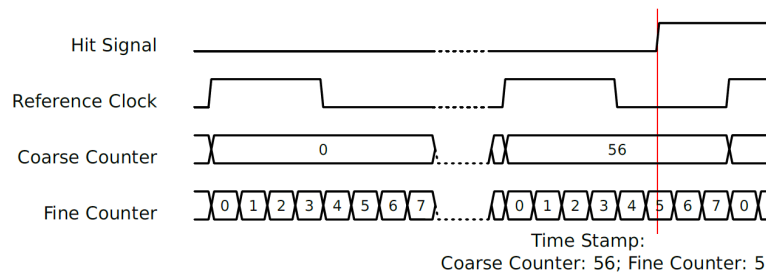 Hit Signal
Reference Clock
Coarse Counter 0 56
Fine Counter 0 1 2 3 4 5 6 7 0 1 2 3 4 5 6 7 0
Time Stamp:
Coarse Counter: 56; Fine Counter: 5